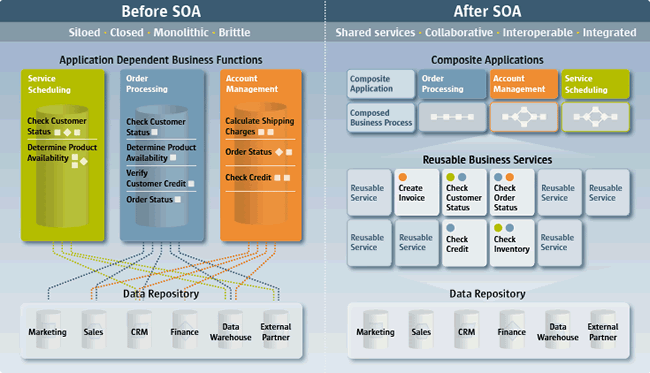 Before SOA
Siloed · Closed · Monolithic · Brittle
Application Dependent Business Functions
Service
Scheduling
Check Customer
Status
Determine Product
Availability
Order
Processing
Check Customer
Status
Determine Product
Availability
Verify
Customer Credit
Order Status
Account
Management
Calculate Shipping
Charges
Order Status
Check Credit
Data Repository
Marketing
Sales
CRM
Finance
Data
Warehouse
External
Partner
After SOA
Shared services · Collaborative · Interoperable · Integrated
Composite Applications
Composite
Application
Order
Processing
Account
Management
Service
Scheduling
Composed
Business Process
Reusable Business Services
Reusable
Service
Create
Invoice
Check
Customer
Status
Check
Order
Status
Reusable
Service
Reusable
Service
Reusable
Service
Reusable
Service
Check
Credit
Check
Inventory
Reusable
Service
Data Repository
Marketing
Sales
CRM
Finance
Data
Warehouse
External
Partner